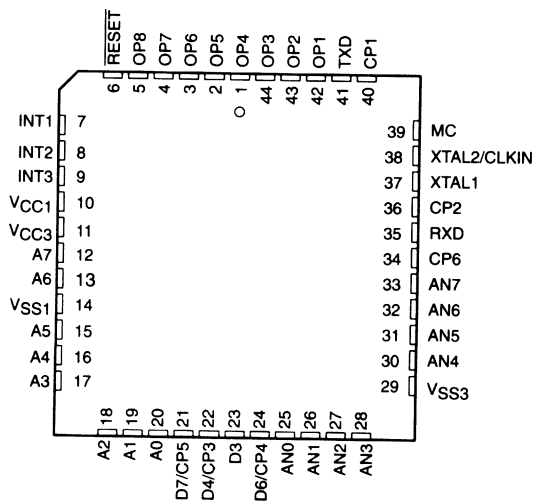 RESET OP8 OP7 OP6 OP5 OP4 OP3 OP2 OP1 TXD CP1
6 5 4 3 2 1 44 43 42 41 40
INT1 7
INT2 8
INT3 9
VCC1 10
VCC3 11
A7 12
A6 13
VSS1 14
A5 15
A4 16
A3 17
39 MC
38 XTAL2/CLKIN
37 XTAL1
36 CP2
35 RXD
34 CP6
33 AN7
32 AN6
31 AN5
30 AN4
29 VSS3
18 19 20 21 22 23 24 25 26 27 28
A2 A1 A0 D7/CP5 D4/CP3 D3 D6/CP4 AN0 AN1 AN2 AN3